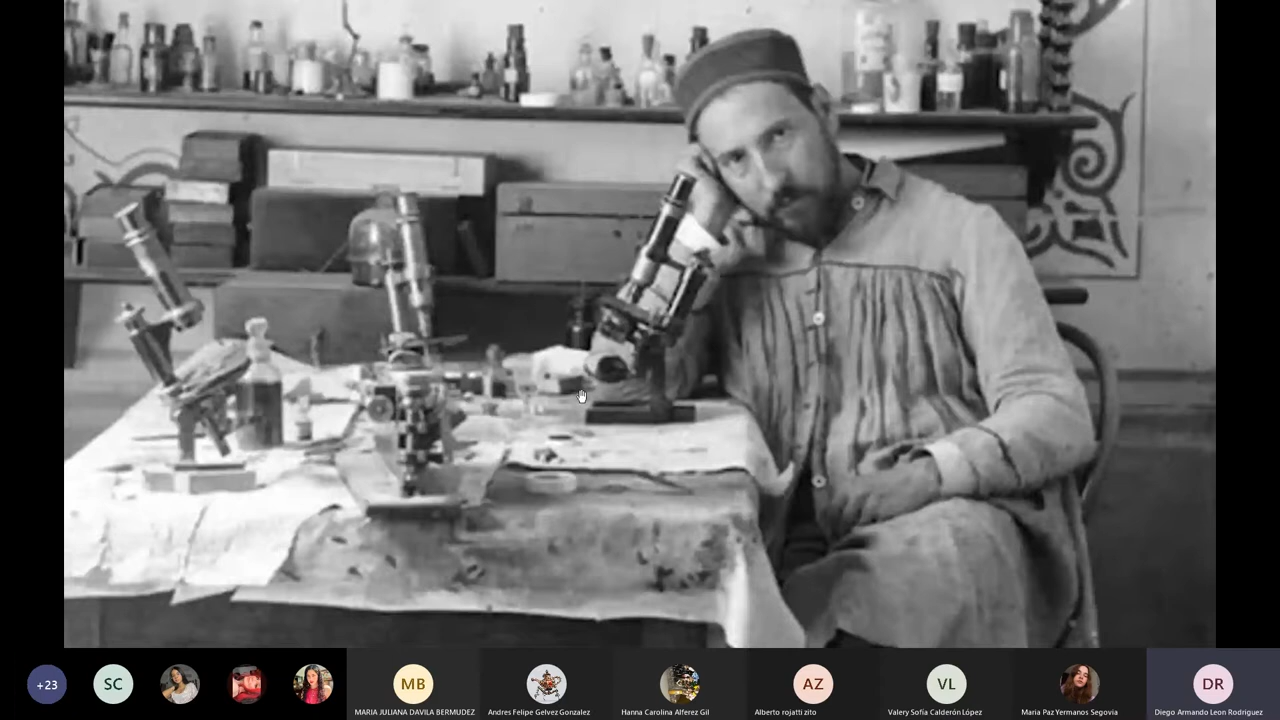 +23
SC
MB
MARIA JULIANA DAVILA BERMUDEZ
Andres Felipe Gelvez Gonzalez
Hanna Carolina Alferez Gil
AZ
Alberto rojatti zito
VL
Valery Sofía Calderón López
Maria Paz Yermanos Segovia
DR
Diego Armando Leon Rodriguez